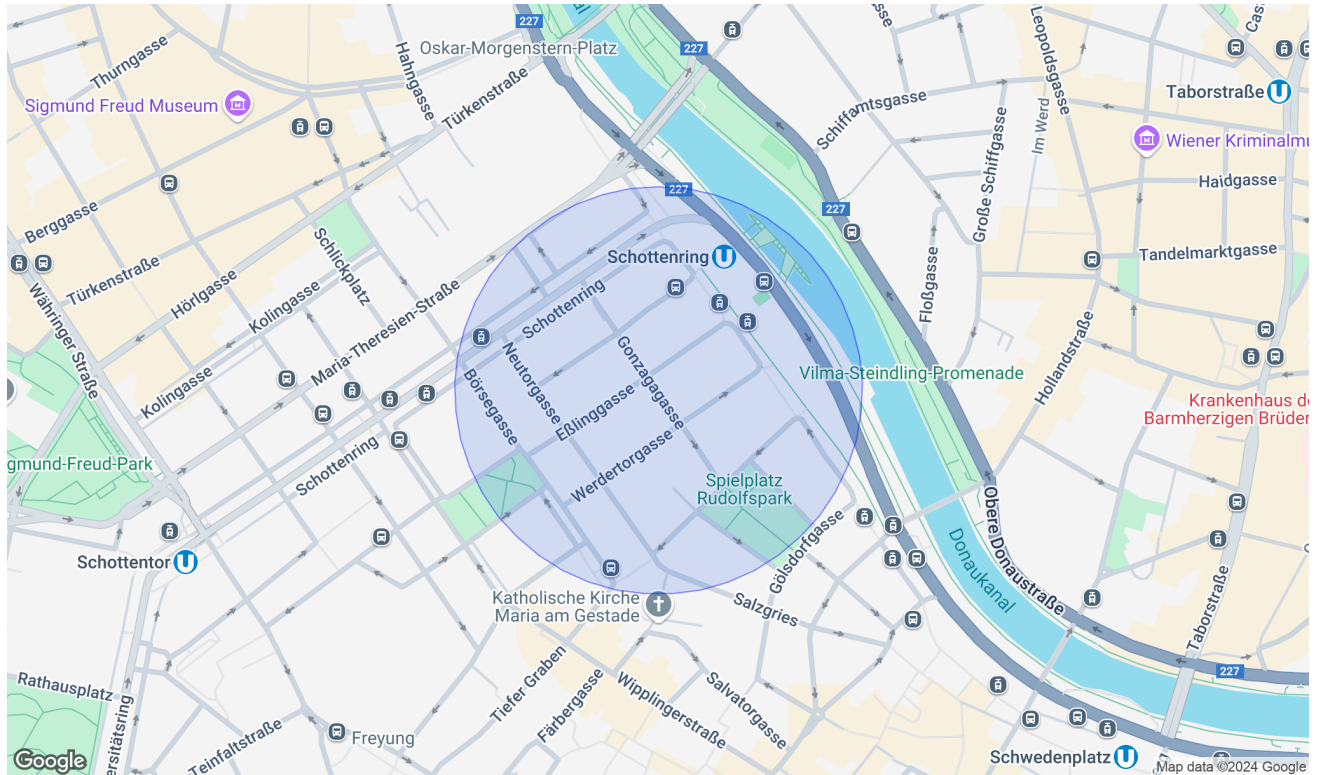 227
Oskar-Morgenstern-Platz
227
Hahngasse
Thurngasse
Türkenstraße
Leopoldsgasse
Sigmund Freud Museum
Schiffamtsgasse
Taborstraße
U
Im Werd
Wiener Kriminalmu
Große Schiffgasse
Haidgasse
227
227
Berggasse
Schlickplatz
Tandelmarktgasse
Schottenring
U
Türkenstraße
Hörlgasse
Kolingasse
Floßgasse
Währinger Straße
Maria-Theresien-Straße
Schottenring
Hollandstraße
Neutorgasse
Gonzagagasse
Vilma-Steindling-Promenade
Kolingasse
Börsegasse
Eßlinggasse
Krankenhaus de
Barmherzigen Brüder
gmund-Freud-Park
Schottenring
Werdertorgasse
Spielplatz
Rudolfspark
Obere Donaustraße
Gölsdorfgasse
Donaukanal
Schottentor
U
Katholische Kirche
Maria am Gestade
Salzgries
Taborstraße
227
Rathausplatz
Tiefer Graben
Färbergasse
Wipplingerstraße
Salvatorgasse
ersitätsring
Teinfaltstraße
Freyung
Schwedenplatz
U
Google
Map data ©2024 Google